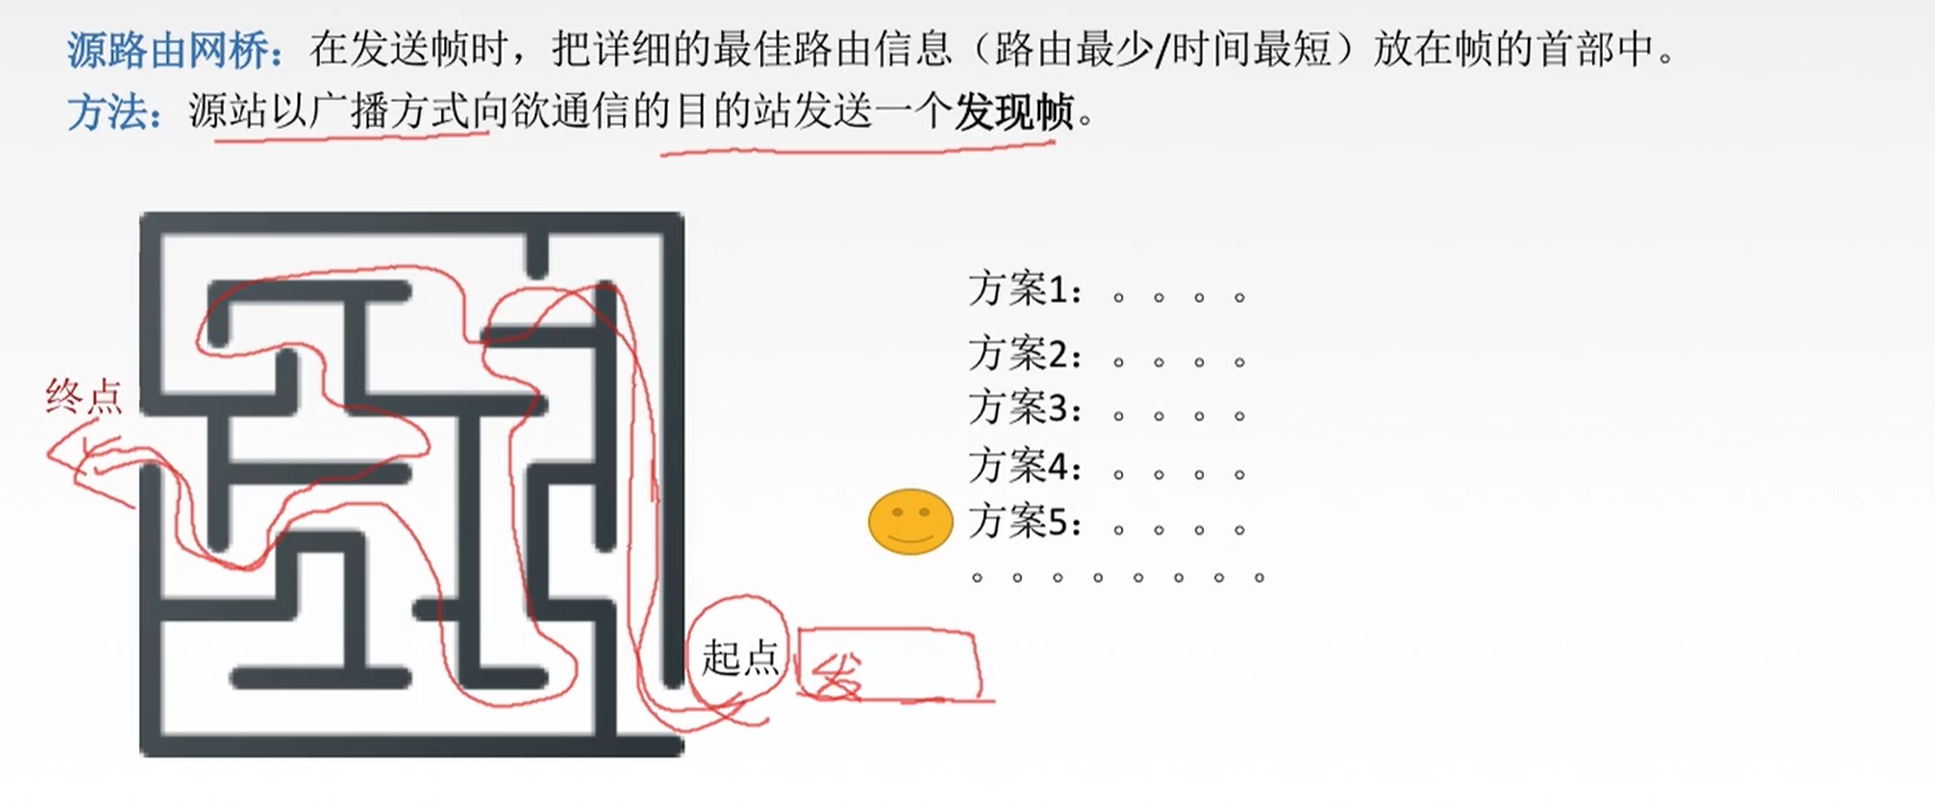 源路由网桥：在发送帧时，把详细的最佳路由信息（路由最少/时间最短）放在帧的首部中。
方法：源站以广播方式向欲通信的目的站发送一个发现帧。
方案1：。。。。
方案2：。。。。
终点
方案3：。。。。
方案4：。。。。
方案5：。。。。
。。。。。。。。
起点
发